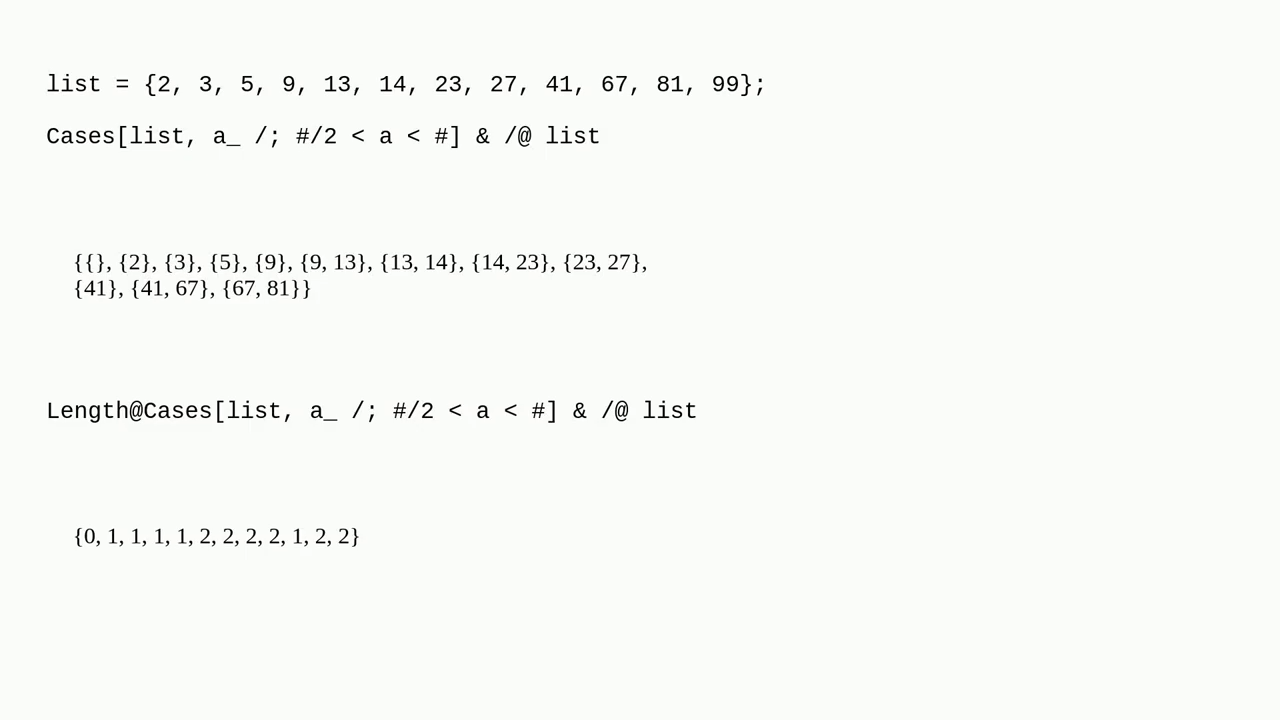 list = {2, 3, 5, 9, 13, 14, 23, 27, 41, 67, 81, 99};
Cases[list, a_ /; #/2 < a < #] & /@ list
{{}, {2}, {3}, {5}, {9}, {9, 13}, {13, 14}, {14, 23}, {23, 27},
{41}, {41, 67}, {67, 81}}
Length@Cases[list, a_ /; #/2 < a < #] & /@ list
{0, 1, 1, 1, 1, 2, 2, 2, 2, 1, 2, 2}